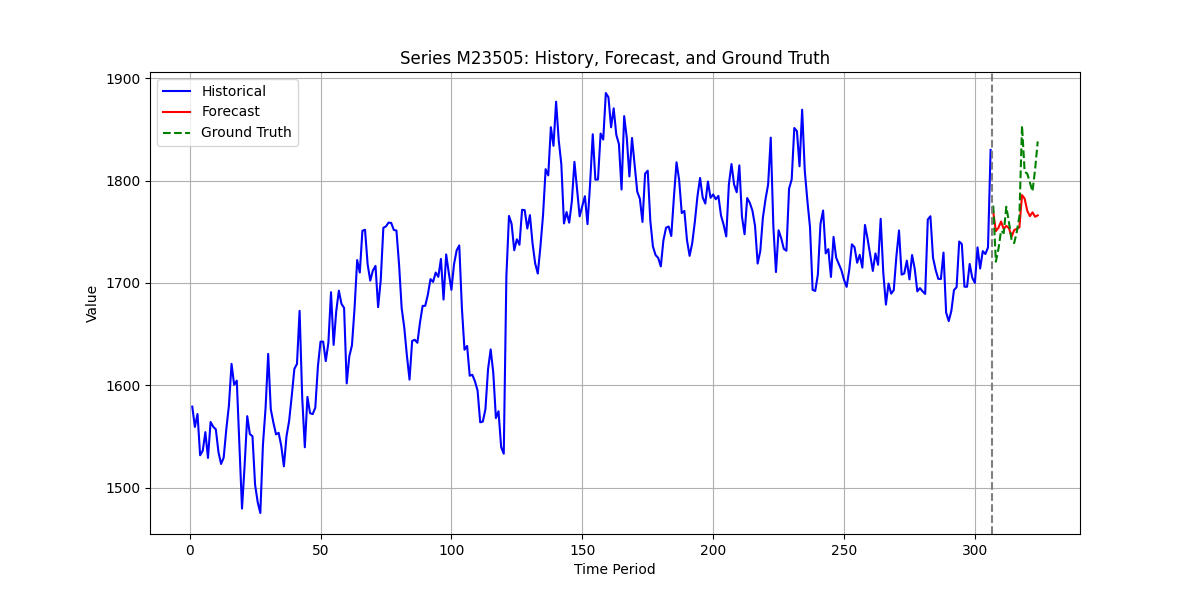 Series M23505: History, Forecast, and Ground Truth
Historical
Forecast
Ground Truth
1900
1800
1700
1600
1500
Value
0 50 100 150 200 250 300
Time Period